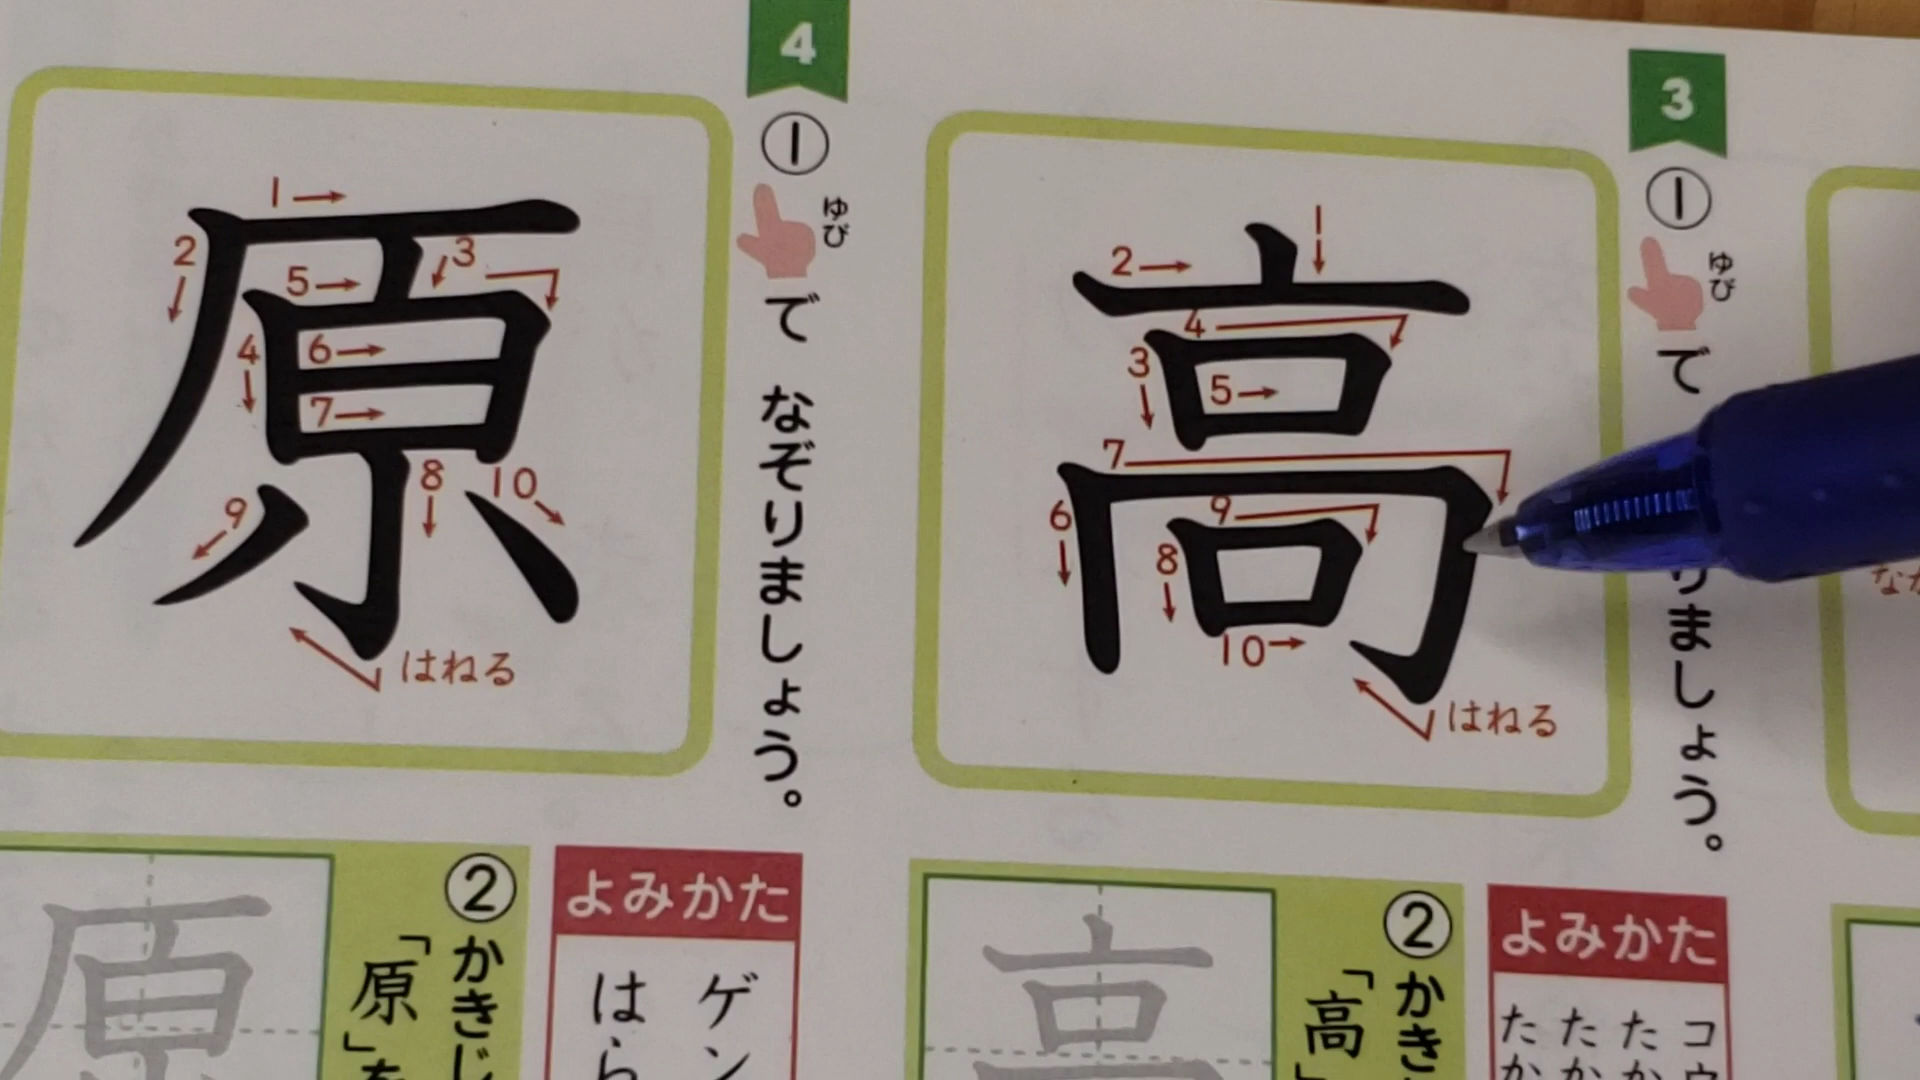 3
① ゆび
で なぞりましょう。
高
1
2
3
4
5
6
7
8
9
10
はねる
よみかた
コウ
たか
たか
たか
② かき
「高」
4
① ゆび
で なぞりましょう。
原
1
2
3
4
5
6
7
8
9
10
はねる
よみかた
ゲン
はら
② かきじ
「原」を
高
原